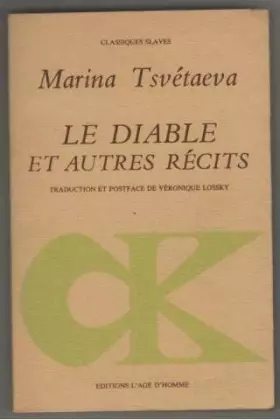 CLASSIQUES SLAVES
Marina Tsvétaeva
LE DIABLE
ET AUTRES RÉCITS
TRADUCTION ET POSTFACE DE VÉRONIQUE LOSSKY
CK
EDITIONS L'AGE D'HOMME